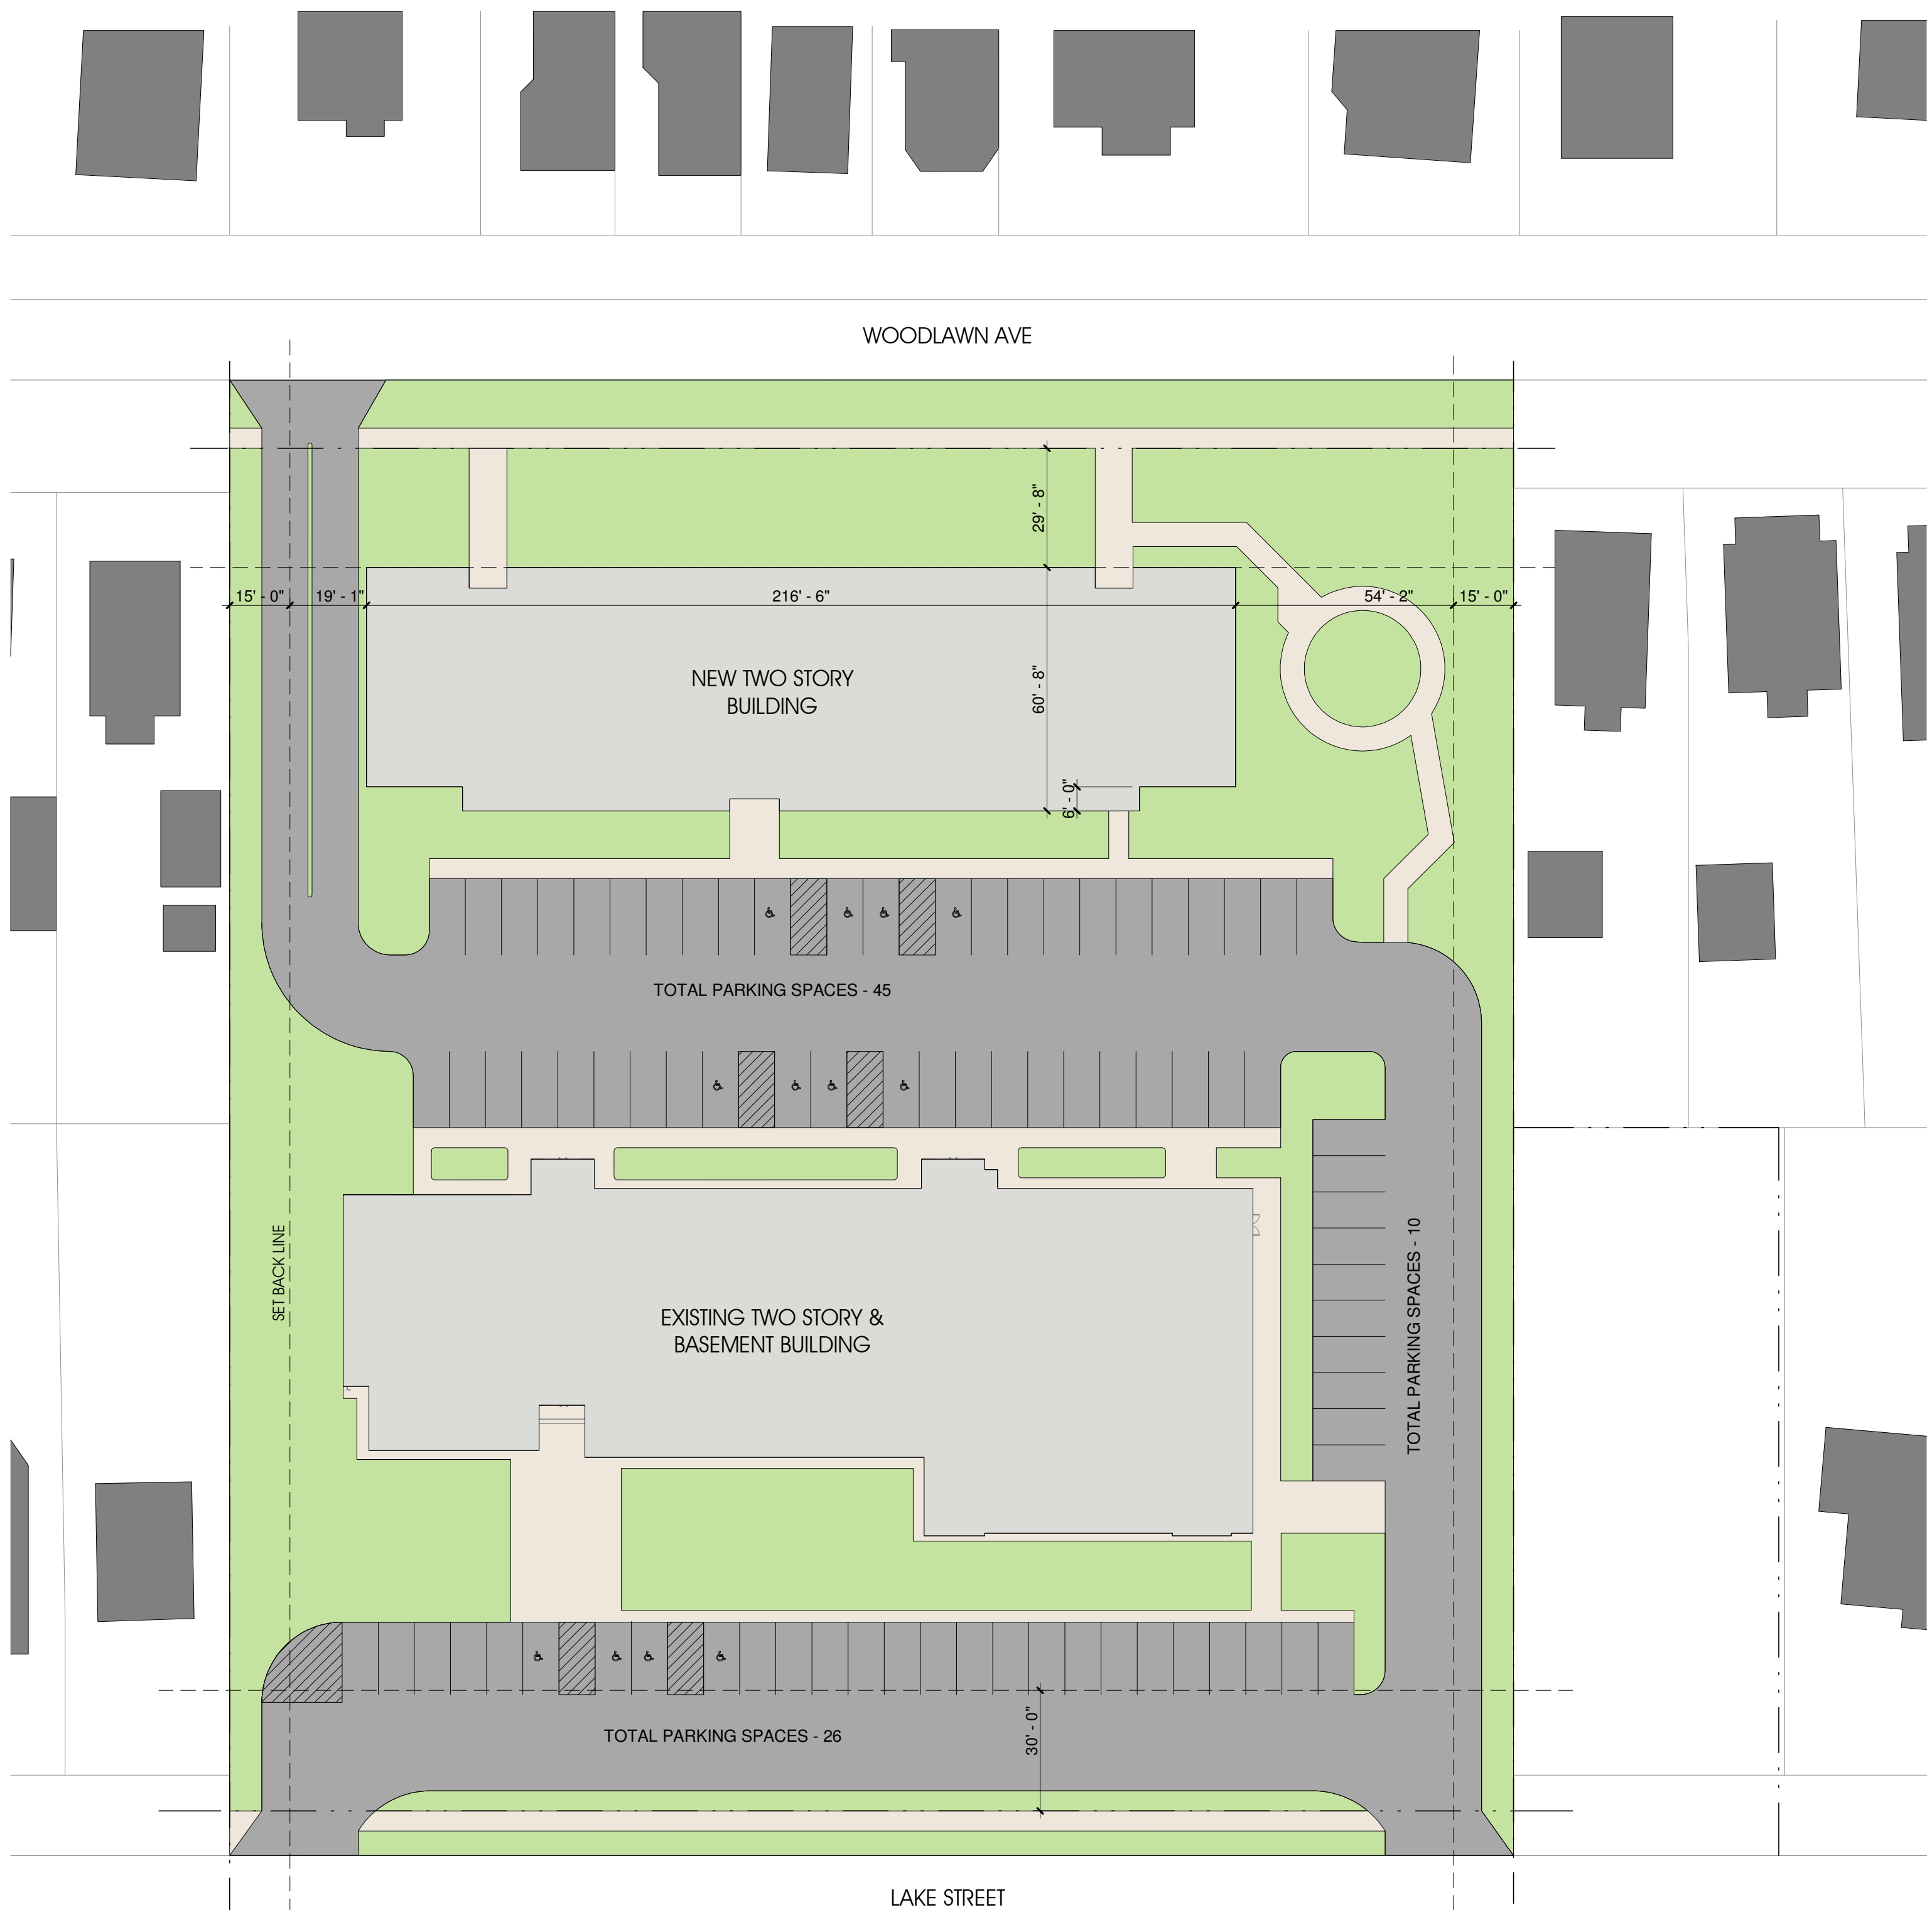 WOODLAWN AVE
29' - 8"
15' - 0"
19' - 1"
216' - 6"
54' - 2"
15' - 0"
NEW TWO STORY
BUILDING
60' - 8"
6' - 0"
TOTAL PARKING SPACES - 45
SET BACK LINE
EXISTING TWO STORY &
BASEMENT BUILDING
TOTAL PARKING SPACES - 10
TOTAL PARKING SPACES - 26
30' - 0"
LAKE STREET